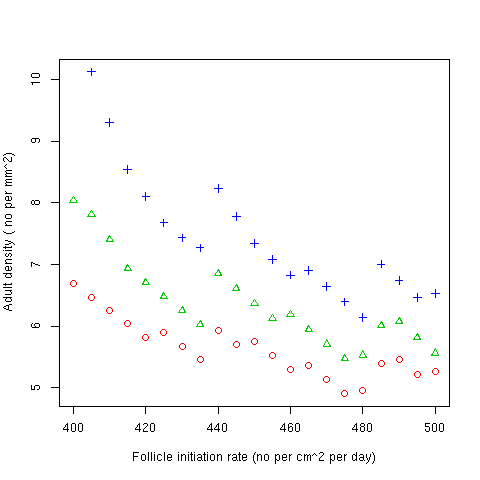 10
9
8
7
6
5
Adult density ( no per mm^2)
400 420 440 460 480 500
Follicle initiation rate (no per cm^2 per day)